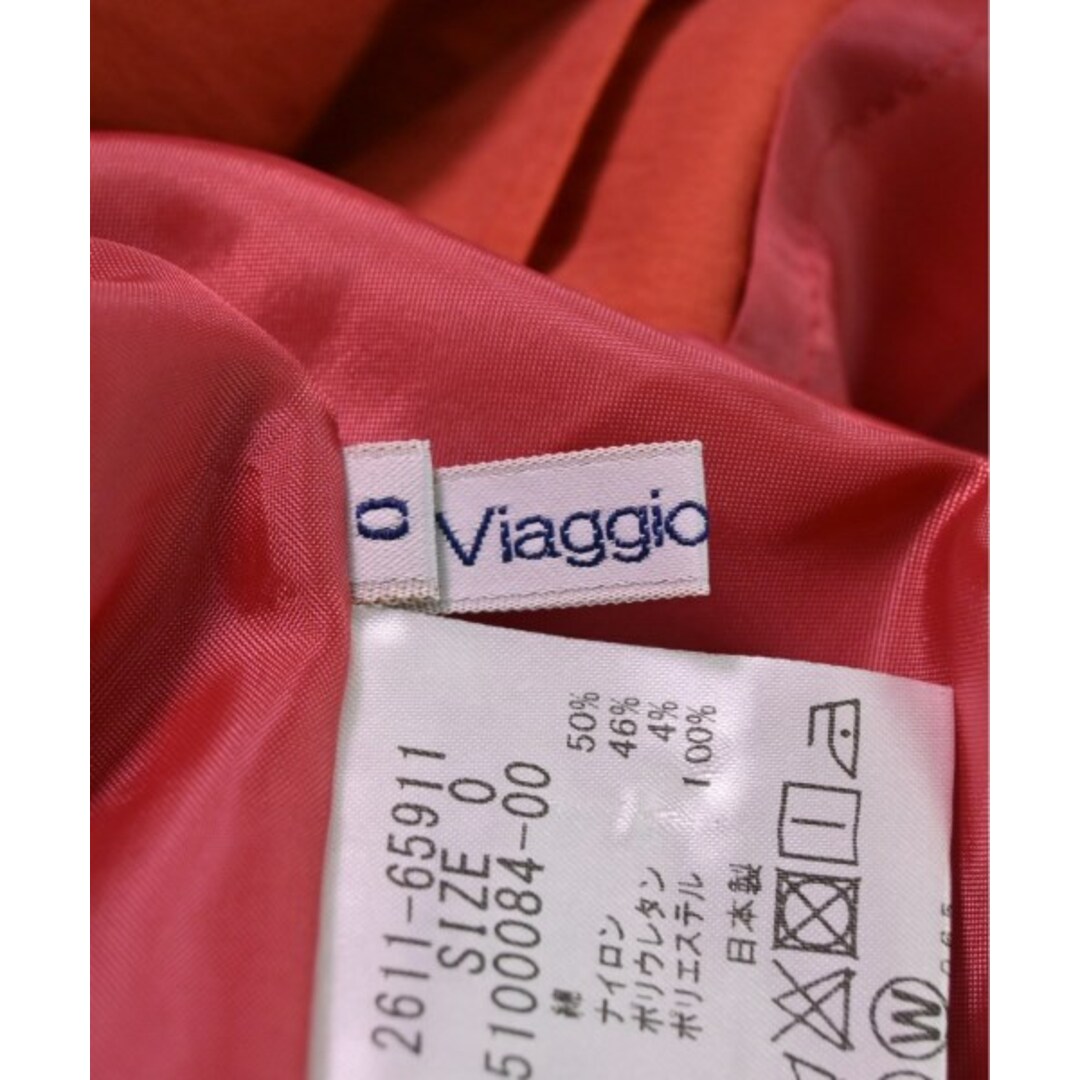 0
Viaggio
2611-65911
SIZE 0
5100084-00
綿 50%
ナイロン 46%
ポリウレタン 4%
ポリエステル 100%
日本製
W